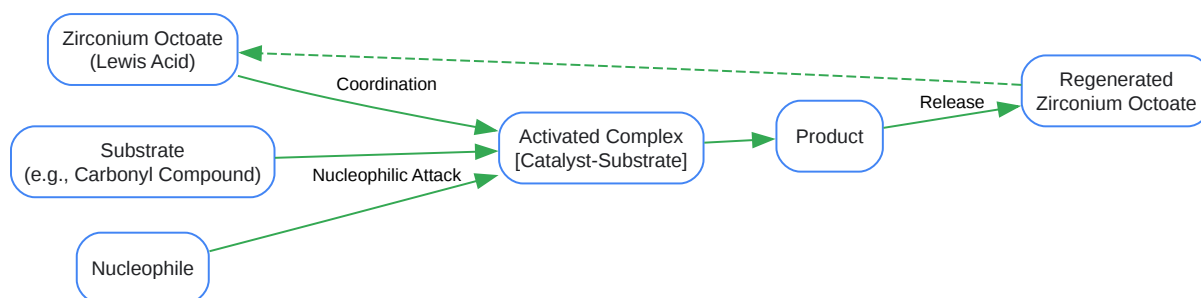 Zirconium Octoate
(Lewis Acid)
Coordination
Substrate
(e.g., Carbonyl Compound)
Nucleophilic Attack
Nucleophile
Activated Complex
[Catalyst-Substrate]
Product
Release
Regenerated
Zirconium Octoate